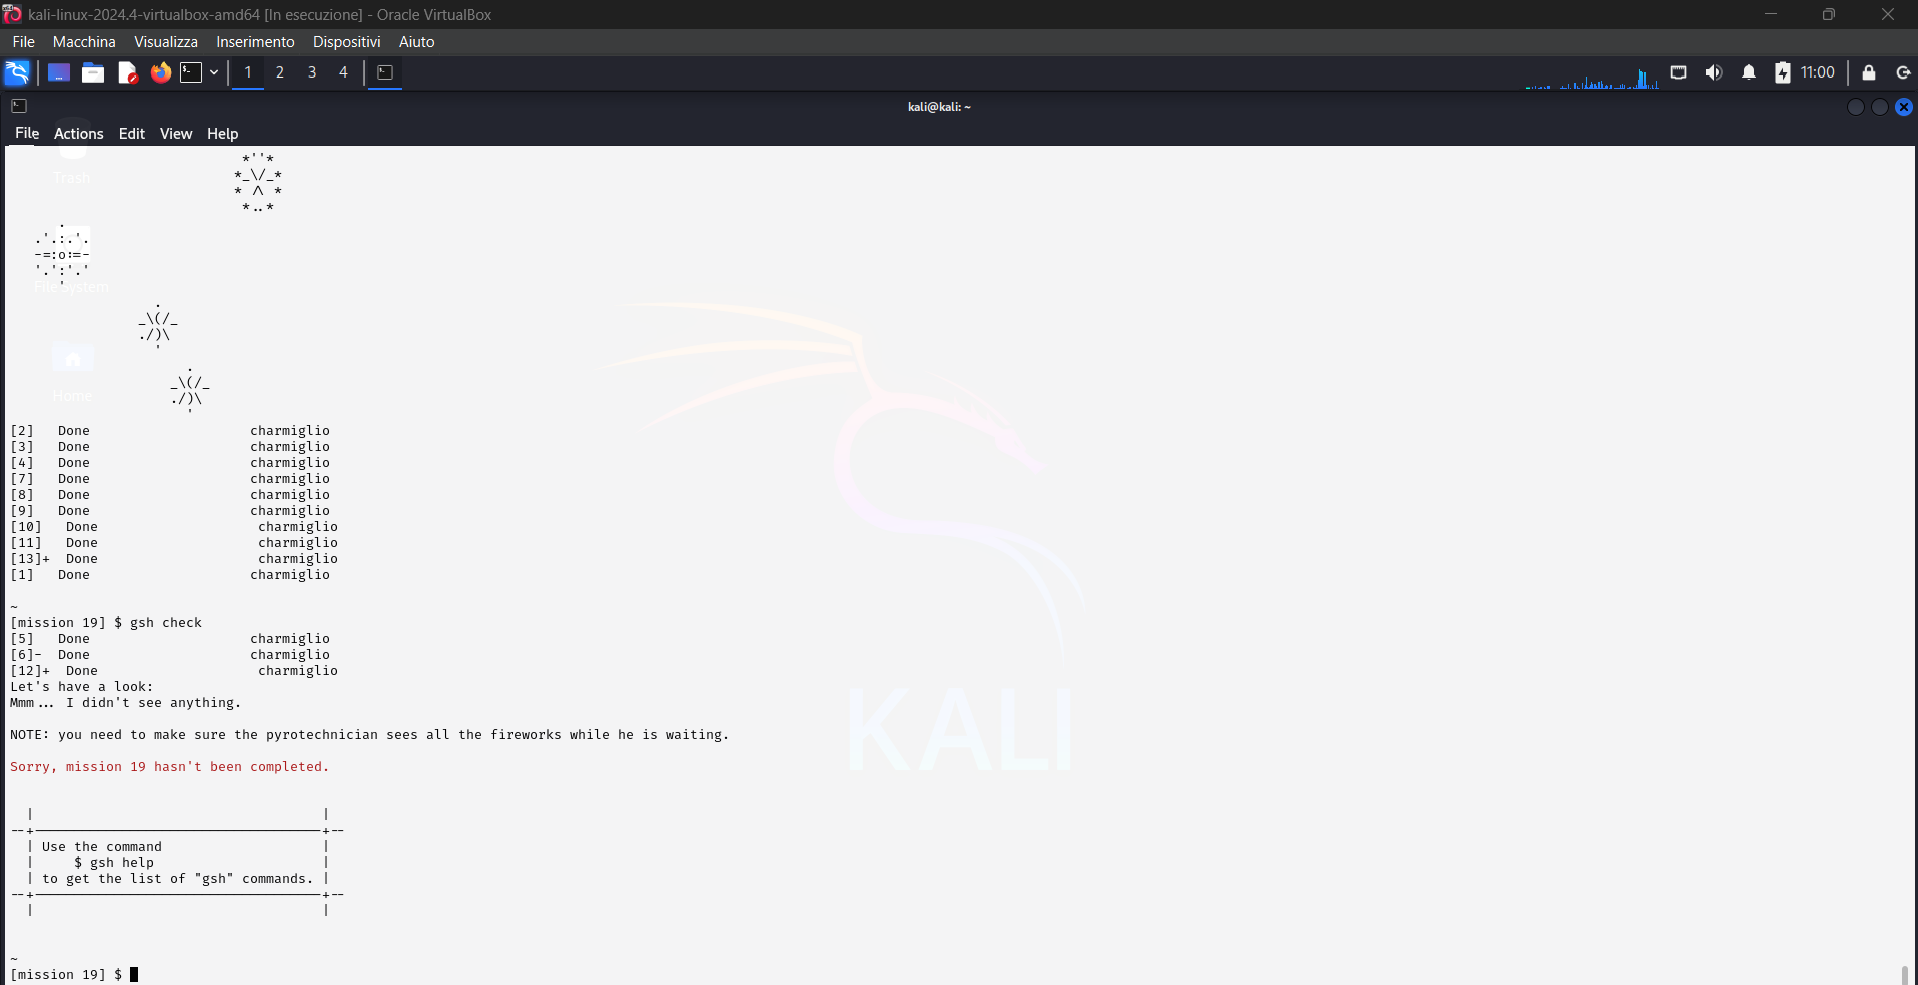 kali-linux-2024.4-virtualbox-amd64 [In esecuzione] - Oracle VirtualBox
File Macchina Visualizza Inserimento Dispositivi Aiuto
1 2 3 4 11:00
kali@kali: ~
File Actions Edit View Help
*''*
*_\/_*
* /\ *
*..*
Trash
.
.'.:.'.
-=:o:=-
'.':'.'
'
File System
.
_\(/_
./)\
'
Home
.
_\(/_
./)\
'
[2]   Done                    charmiglio
[3]   Done                    charmiglio
[4]   Done                    charmiglio
[7]   Done                    charmiglio
[8]   Done                    charmiglio
[9]   Done                    charmiglio
[10]   Done                    charmiglio
[11]   Done                    charmiglio
[13]+  Done                    charmiglio
[1]   Done                    charmiglio
~
[mission 19] $ gsh check
[5]   Done                    charmiglio
[6]-  Done                    charmiglio
[12]+  Done                    charmiglio
Let's have a look:
Mmm... I didn't see anything.
NOTE: you need to make sure the pyrotechnician sees all the fireworks while he is waiting.
KALI
Sorry, mission 19 hasn't been completed.
| Use the command |
| $ gsh help |
| to get the list of "gsh" commands. |
~
[mission 19] $